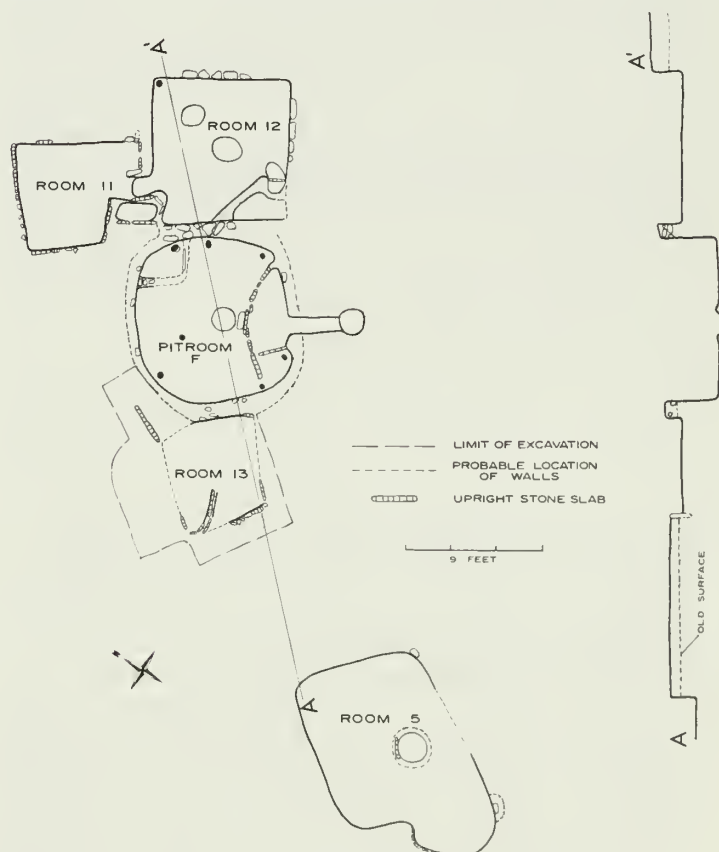 A'
ROOM 12
ROOM 11
PITROOM
F
ROOM 13
LIMIT OF EXCAVATION
PROBABLE LOCATION
OF WALLS
UPRIGHT STONE SLAB
9 FEET
A
ROOM 5
A'
OLD SURFACE
A